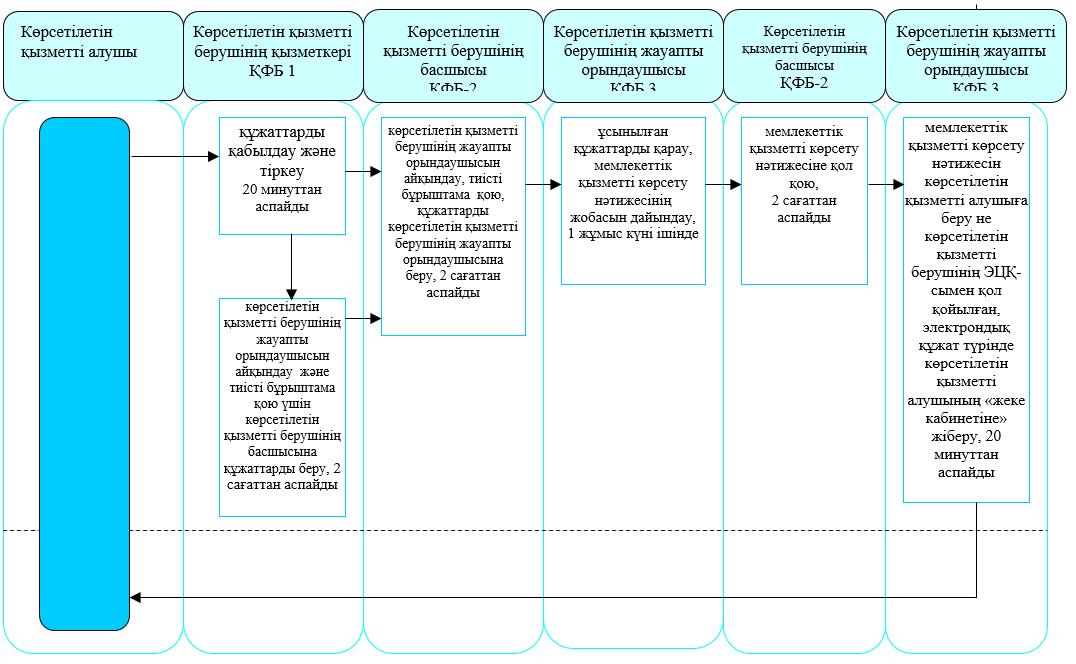 Көрсетілетін
қызметті алушы
Көрсетілетін қызметті
берушінің қызметкері
ҚФБ 1
Көрсетілетін
қызметті берушінің
басшысы
ҚФБ-2
Көрсетілетін қызметті
берушінің жауапты
орындаушысы
ҚФБ 3
Көрсетілетін
қызметті берушінің
басшысы
ҚФБ-2
Көрсетілетін қызметті
берушінің жауапты
орындаушысы
ҚФБ 3
құжаттарды
қабылдау және
тіркеу
20 минуттан
аспайды
көрсетілетін
қызметті берушінің
жауапты
орындаушысын
айқындау және
тиісті бұрыштама
қою үшін
көрсетілетін
қызметті берушінің
басшысына
құжаттарды беру, 2
сағаттан аспайды
көрсетілетін қызметті
берушінің жауапты
орындаушысын
айқындау, тиісті
бұрыштама қою,
құжаттарды
көрсетілетін қызметті
берушінің жауапты
орындаушысына
беру, 2 сағаттан
аспайды
ұсынылған
құжаттарды қарау,
мемлекеттік
қызметті көрсету
нәтижесінің
жобасын дайындау,
1 жұмыс күні ішінде
мемлекеттік
қызметті көрсету
нәтижесіне қол
қою,
2 сағаттан
аспайды
мемлекеттік
қызметті көрсету
нәтижесін
көрсетілетін
қызметті алушыға
беру не
көрсетілетін
қызметті
берушінің ЭЦҚ-
сымен қол
қойылған,
электрондық
құжат түрінде
көрсетілетін
қызметті
алушының «жеке
кабинетіне»
жіберу, 20
минуттан
аспайды